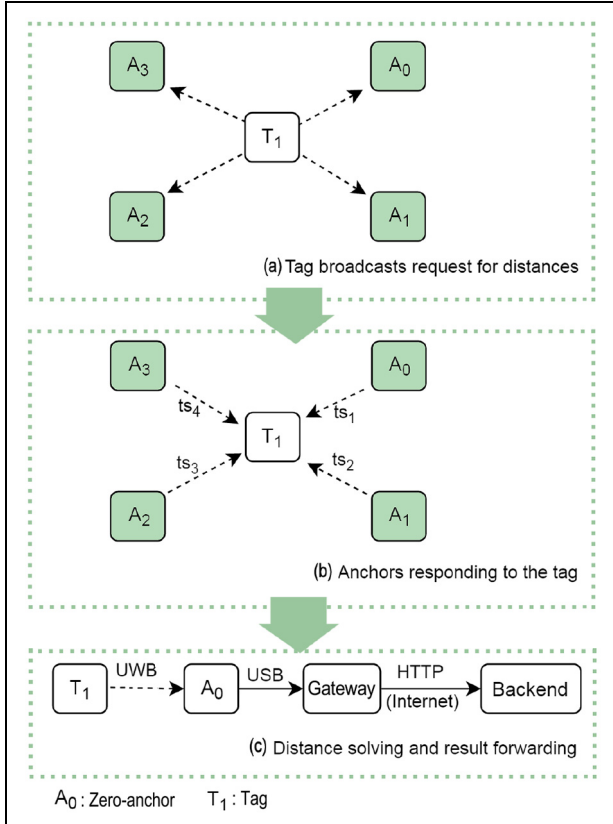 A3 A0
T1
A2 A1
(a) Tag broadcasts request for distances
A3 A0
ts4 ts1
T1
ts3 ts2
A2 A1
(b) Anchors responding to the tag
UWB USB HTTP
T1 A0 Gateway Backend
(Internet)
(c) Distance solving and result forwarding
A0 : Zero-anchor T1 : Tag